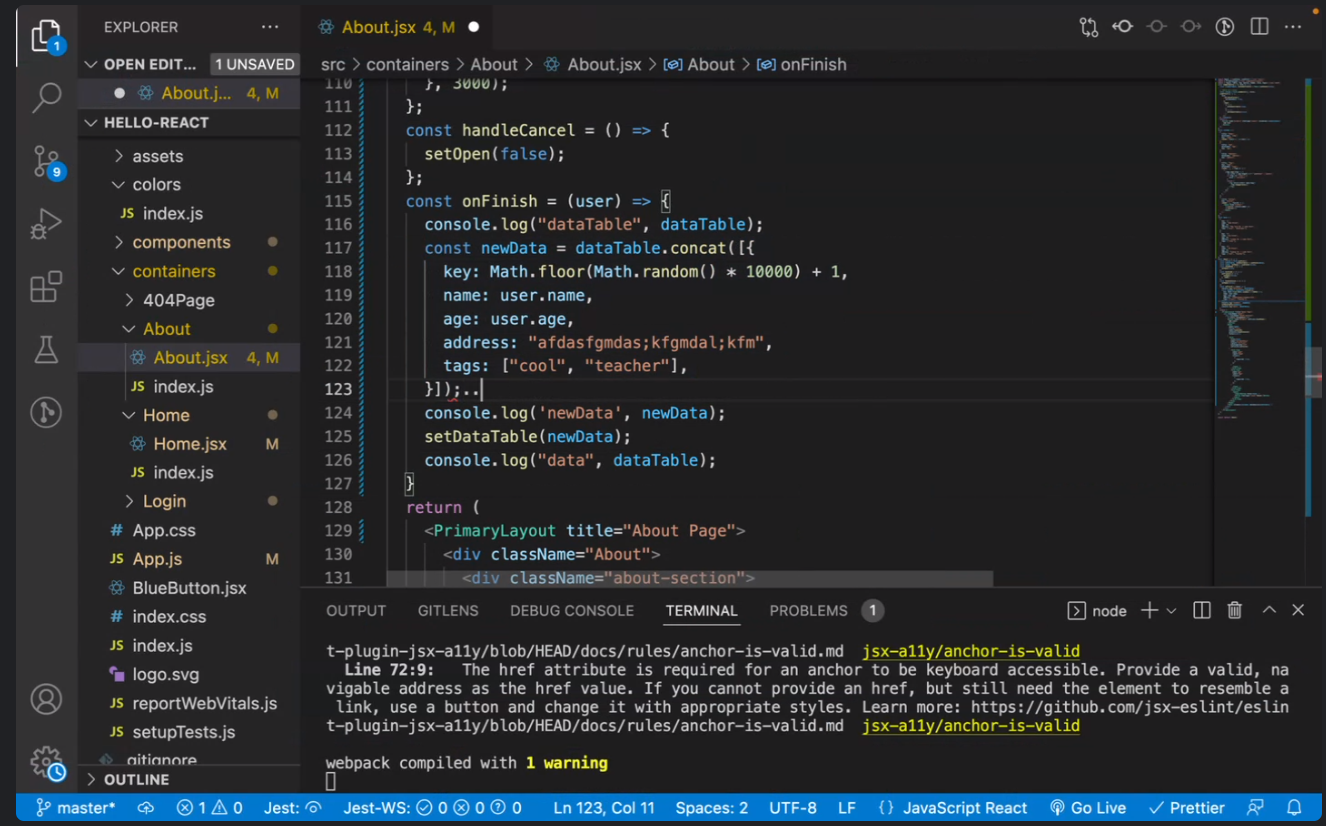 EXPLORER
OPEN EDIT... 1 UNSAVED
About.j... 4, M
HELLO-REACT
assets
colors
JS index.js
components
containers
404Page
About
About.jsx 4, M
JS index.js
Home
Home.jsx M
JS index.js
Login
# App.css
JS App.js M
BlueButton.jsx
# index.css
JS index.js
logo.svg
JS reportWebVitals.js
JS setupTests.js
.gitignore
OUTLINE
1
9
About.jsx 4, M
src > containers > About > About.jsx > About > onFinish
110 }, 3000);
111 };
112 const handleCancel = () => {
113 setOpen(false);
114 };
115 const onFinish = (user) => {
116 console.log("dataTable", dataTable);
117 const newData = dataTable.concat([{
118 key: Math.floor(Math.random() * 10000) + 1,
119 name: user.name,
120 age: user.age,
121 address: "afdasfgmdas;kfgmdal;kfm",
122 tags: ["cool", "teacher"],
123 }]);..
124 console.log('newData', newData);
125 setDataTable(newData);
126 console.log("data", dataTable);
127 }
128 return (
129 <PrimaryLayout title="About Page">
130 <div className="About">
131 <div className="about-section">
OUTPUT GITLENS DEBUG CONSOLE TERMINAL PROBLEMS 1 node
t-plugin-jsx-a11y/blob/HEAD/docs/rules/anchor-is-valid.md jsx-a11y/anchor-is-valid
Line 72:9: The href attribute is required for an anchor to be keyboard accessible. Provide a valid, na
vigable address as the href value. If you cannot provide an href, but still need the element to resemble a
link, use a button and change it with appropriate styles. Learn more: https://github.com/jsx-eslint/eslin
t-plugin-jsx-a11y/blob/HEAD/docs/rules/anchor-is-valid.md jsx-a11y/anchor-is-valid
webpack compiled with 1 warning
master* 1 0 Jest: Jest-WS: 0 0 0 Ln 123, Col 11 Spaces: 2 UTF-8 LF {} JavaScript React Go Live Prettier